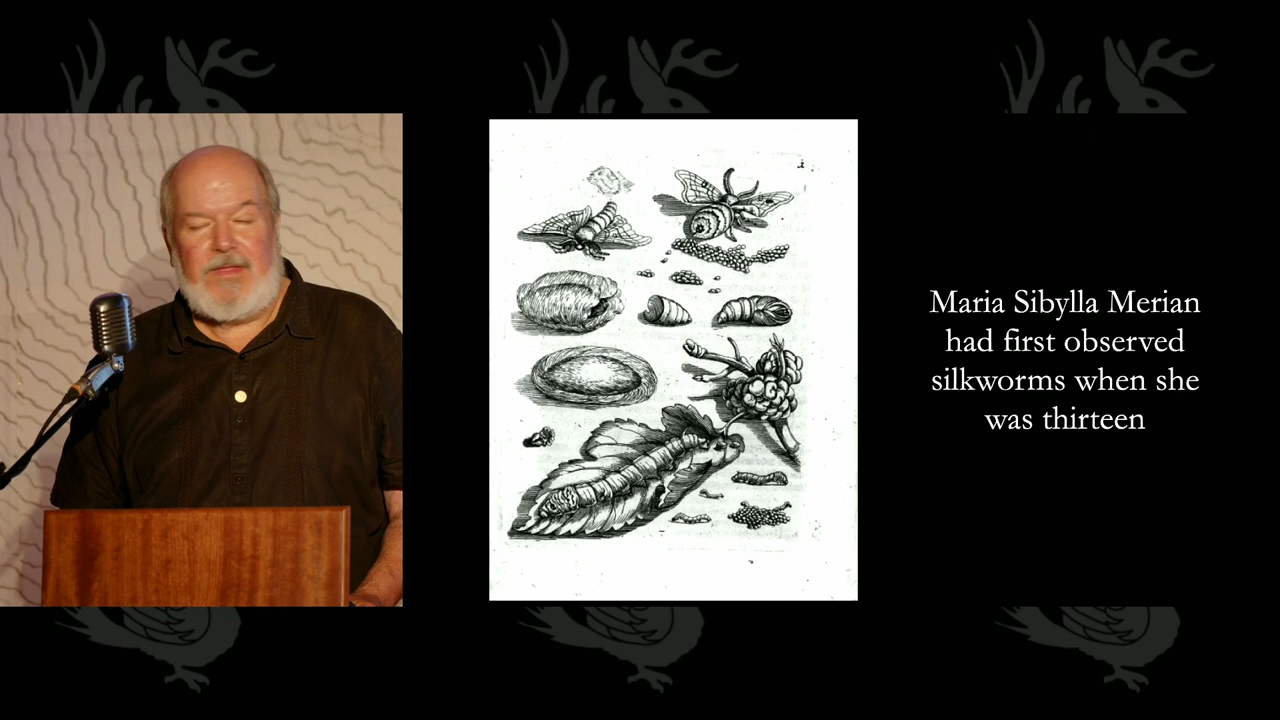 Maria Sibylla Merian
had first observed
silkworms when she
was thirteen